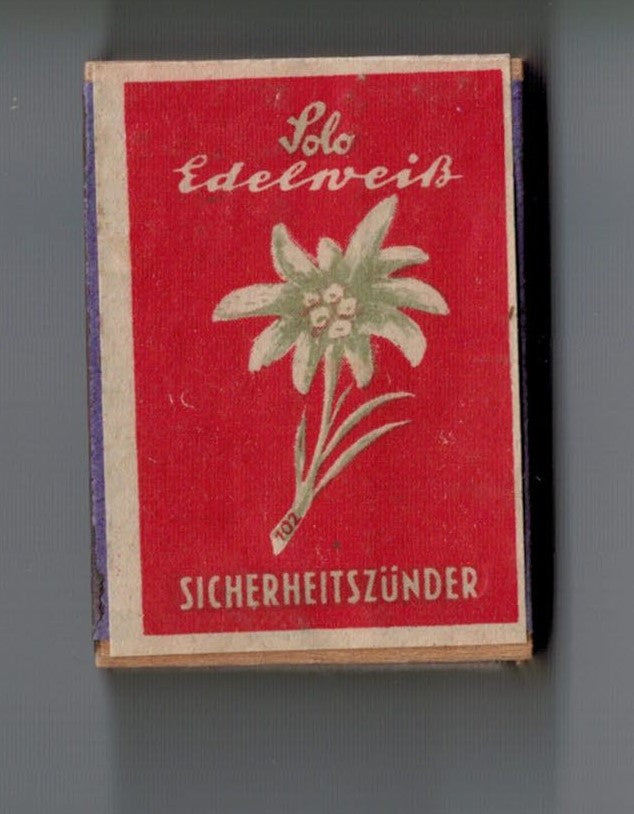 Solo
Edelweiß
102
SICHERHEITSZÜNDER